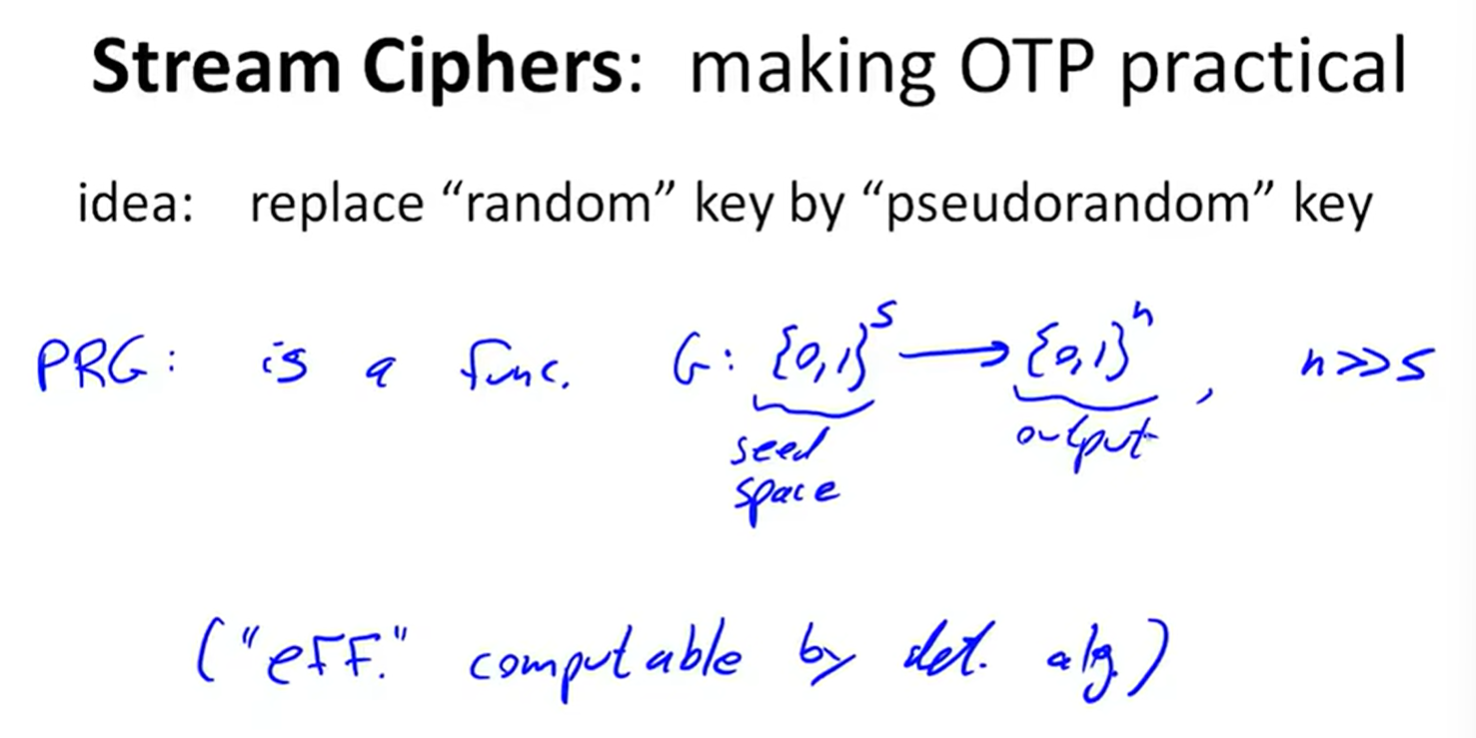 Stream Ciphers: making OTP practical
idea: replace “random” key by “pseudorandom” key
PRG: is a func. G: {0,1}^s ⟶ {0,1}^n, n>>s
seed output
space
("eff." computable by det. alg.)